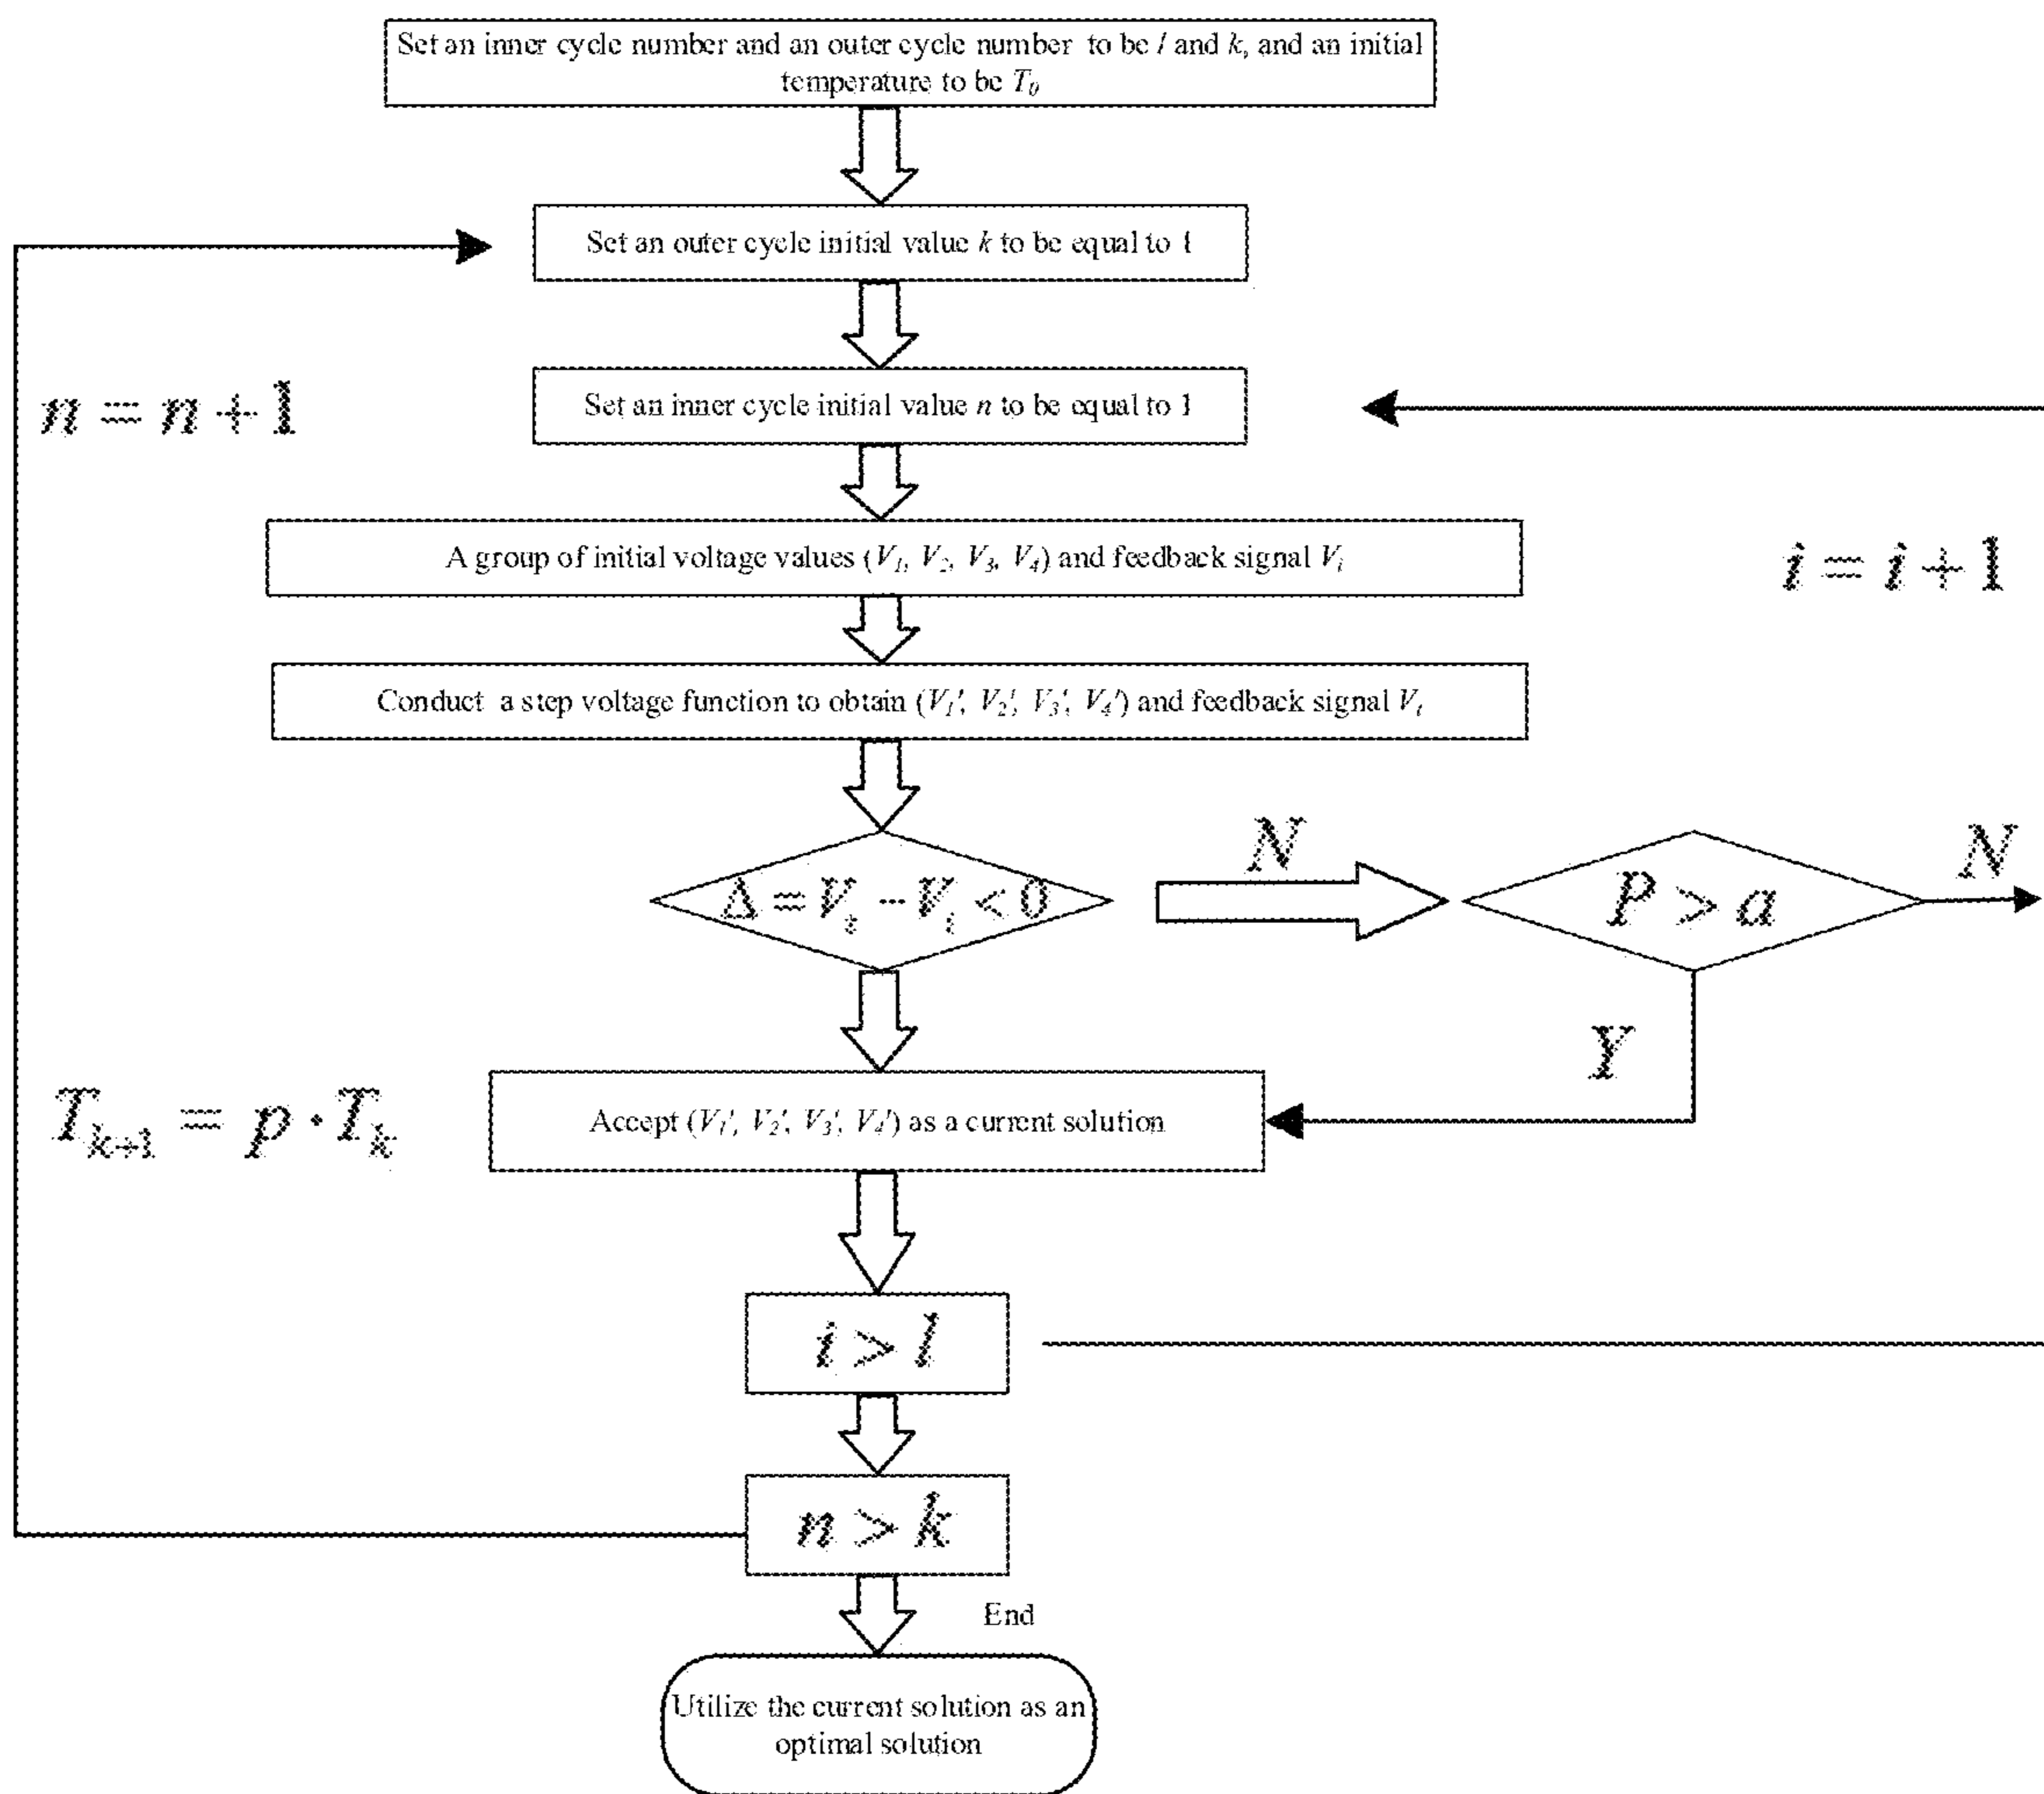 Set an inner cycle number and an outer cycle number to be l and k, and an initial
temperature to be T₀
Set an outer cycle initial value k to be equal to 1
n = n + 1
Set an inner cycle initial value n to be equal to 1
A group of initial voltage values (V₁, V₂, V₃, V₄) and feedback signal Vᵢ
i = i + 1
Conduct a step voltage function to obtain (V₁', V₂', V₃', V₄') and feedback signal Vₜ
N
N
Δ = Vₜ − Vᵢ < 0
P > a
Y
Tₖ₊₁ = p · Tₖ
Accept (V₁', V₂', V₃', V₄') as a current solution
i > l
n > k
End
Utilize the current solution as an
optimal solution